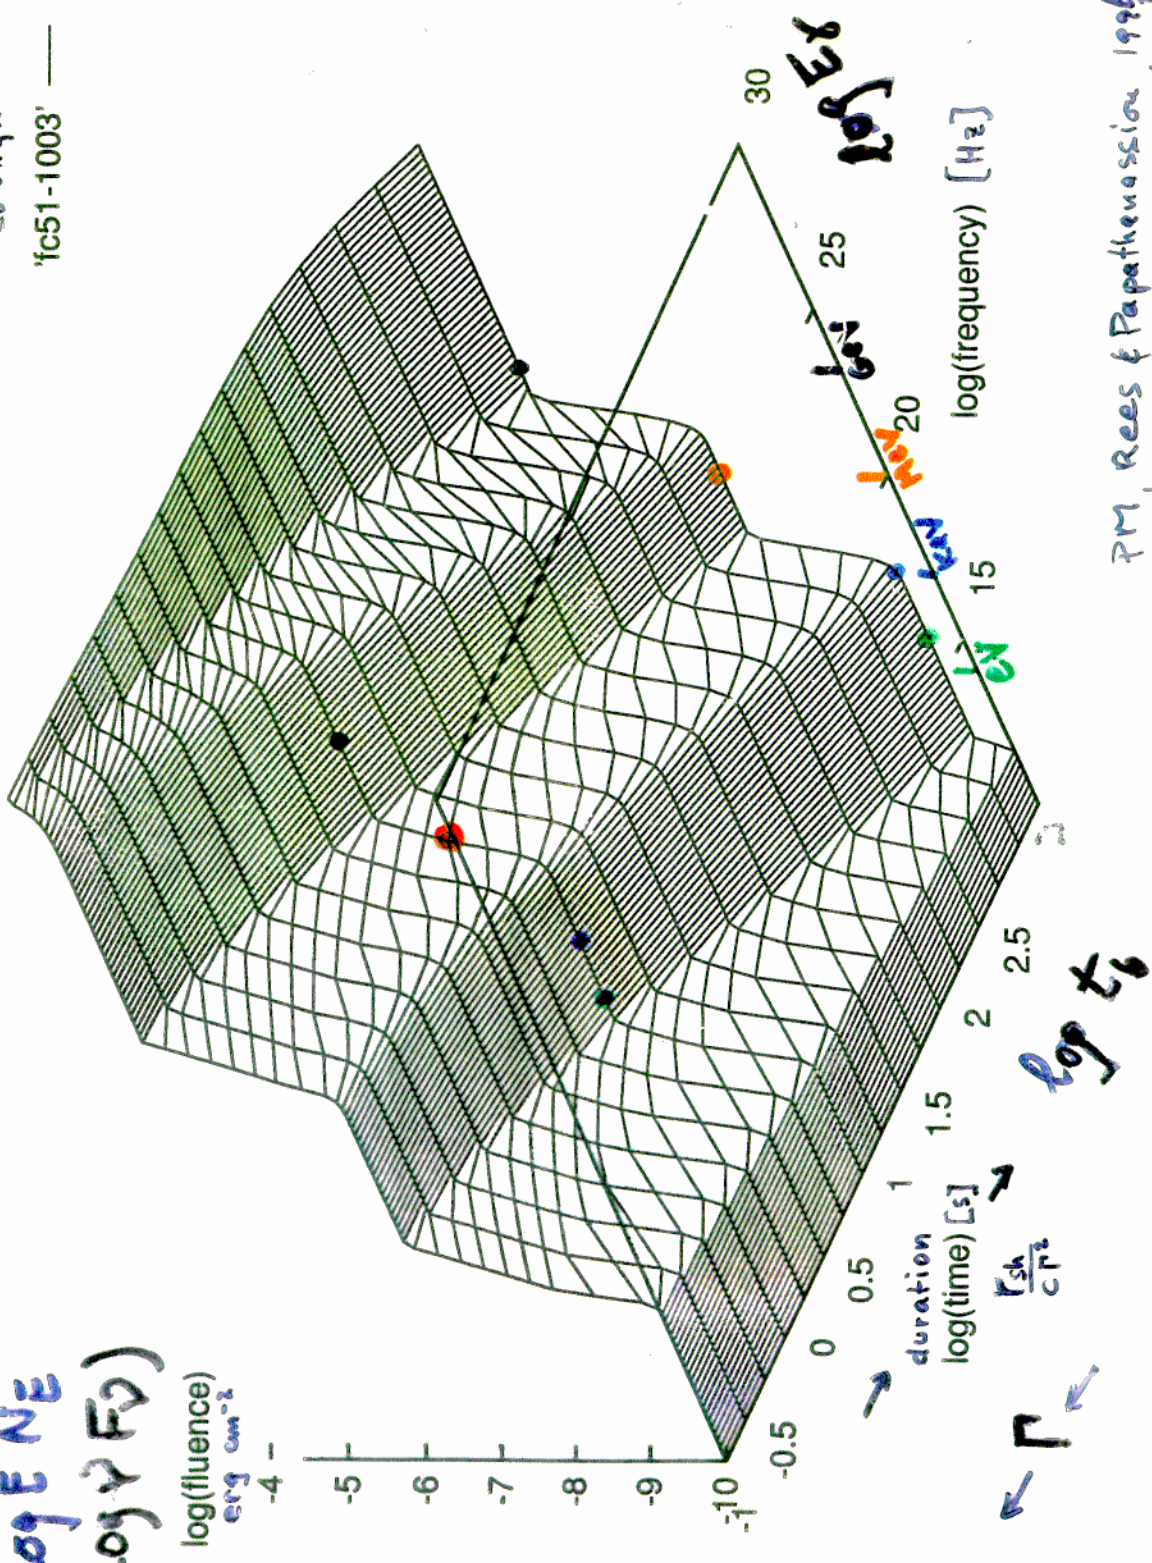 'fc51-1003'
log(fluence)
erg cm⁻²
-4
-5
-6
-7
-8
-9
-10
-1
-0.5
0
0.5
1
1.5
2
2.5
duration
log(time) [s]
r_sh / cΓ²
Γ
log t_b
15
20
25
30
eV
keV
MeV
GeV
log(frequency) [Hz]
log Eγ
E NE
ν Fν)
PM, Rees & Papathanassiou